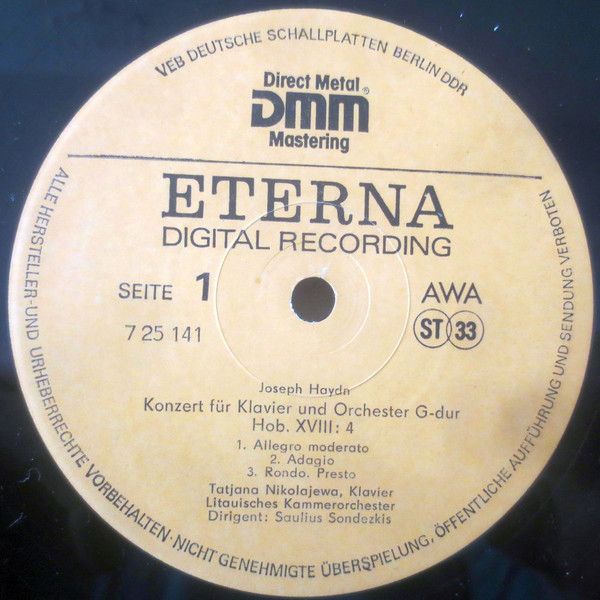 VEB DEUTSCHE SCHALLPLATTEN BERLIN DDR
Direct Metal ®
DMM
Mastering
ETERNA
DIGITAL RECORDING
SEITE 1
AWA
7 25 141
ST 33
Joseph Haydn
Konzert für Klavier und Orchester G-dur
Hob. XVIII: 4
1. Allegro moderato
2. Adagio
3. Rondo. Presto
Tatjana Nikolajewa, Klavier
Litauisches Kammerorchester
Dirigent: Saulius Sondezkis
ALLE HERSTELLER-UND URHEBERRECHTE VORBEHALTEN·NICHT GENEHMIGTE ÜBERSPIELUNG, ÖFFENTLICHE AUFFÜHRUNG UND SENDUNG VERBOTEN